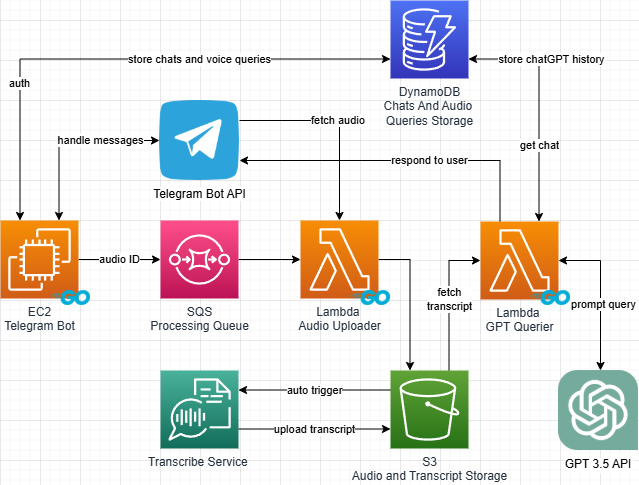 store chats and voice queries
store chatGPT history
auth
DynamoDB
Chats And Audio
Queries Storage
fetch audio
handle messages
get chat
respond to user
Telegram Bot API
audio ID
EC2
Telegram Bot
SQS
Processing Queue
Lambda
Audio Uploader
fetch
transcript
Lambda
GPT Querier
prompt query
auto trigger
upload transcript
Transcribe Service
S3
Audio and Transcript Storage
GPT 3.5 API